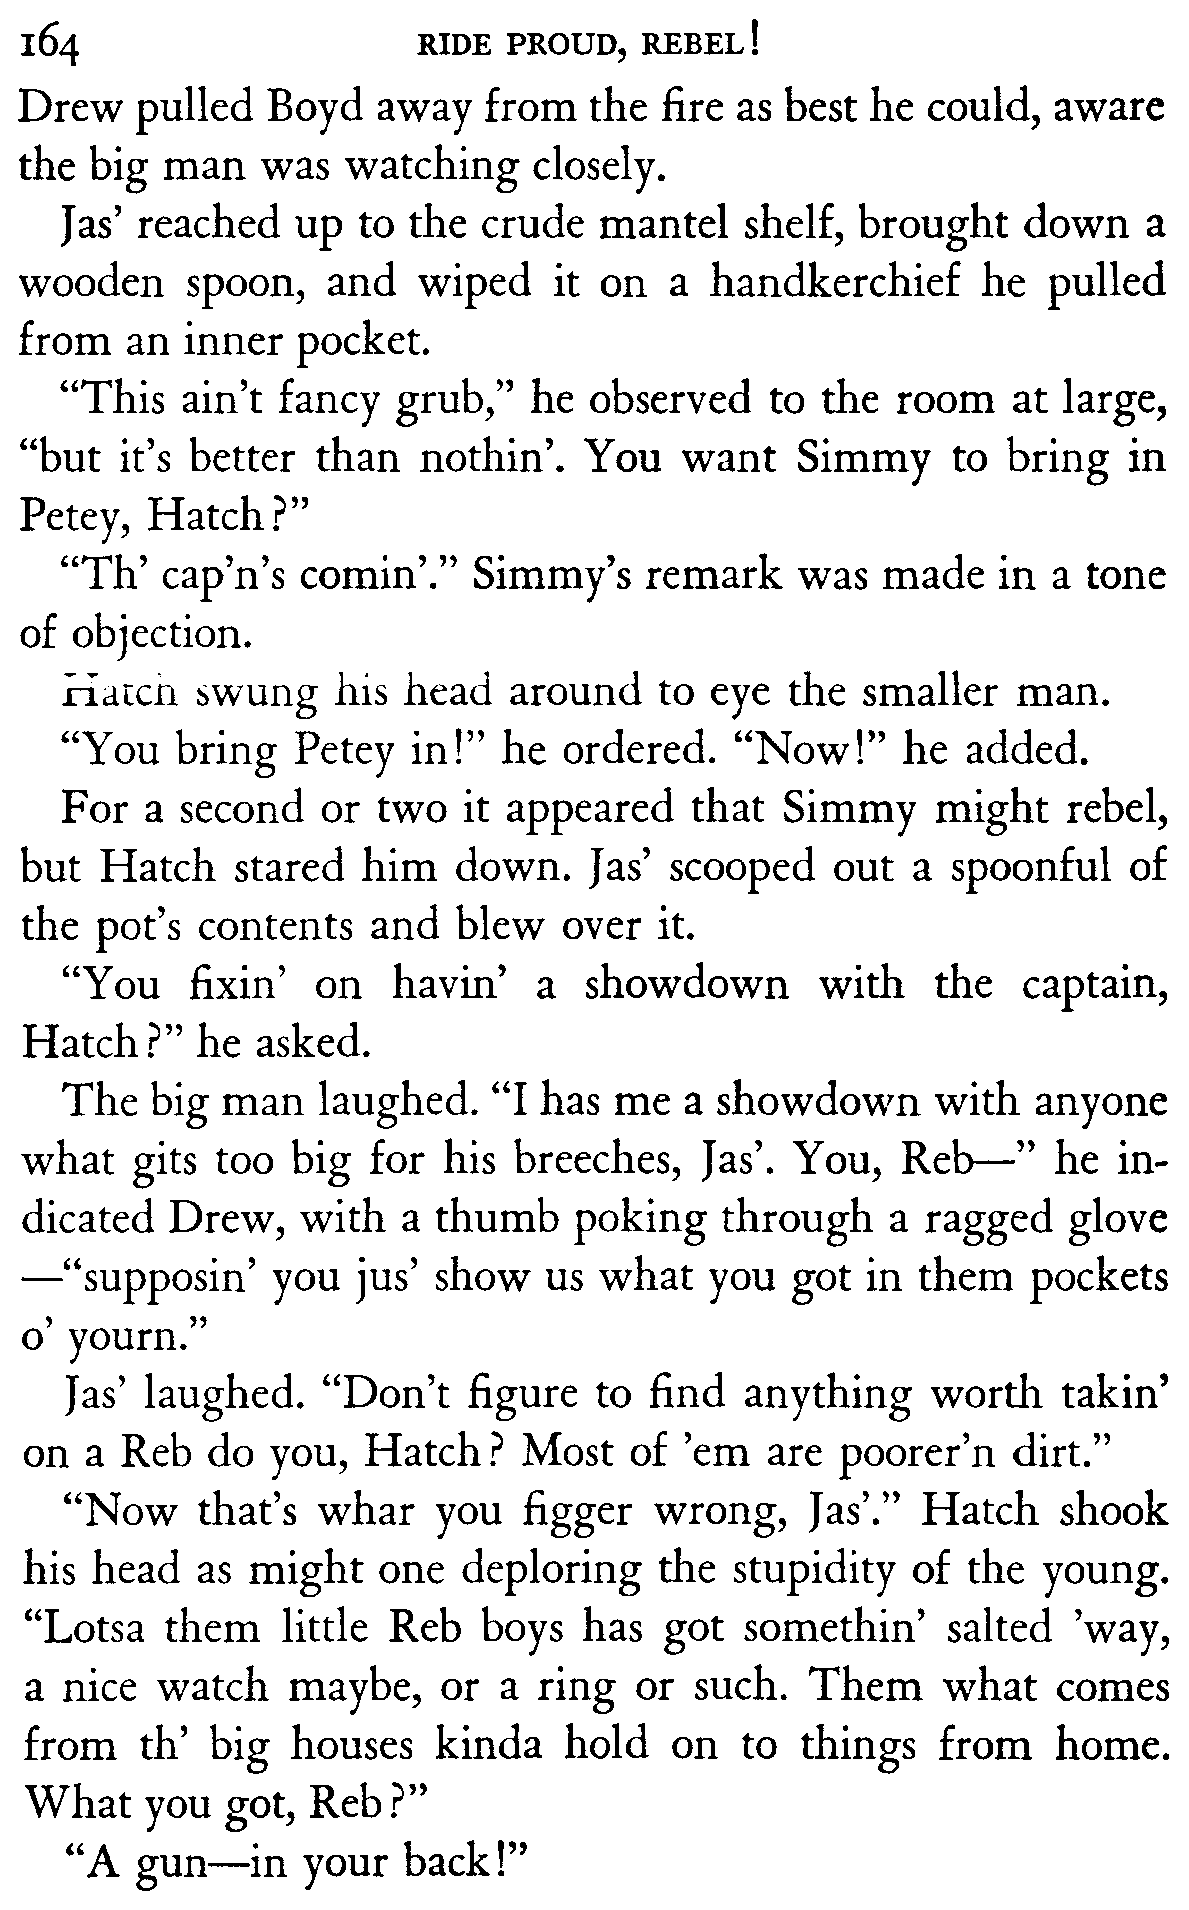 164 RIDE PROUD, REBEL!
Drew pulled Boyd away from the fire as best he could, aware
the big man was watching closely.
Jas’ reached up to the crude mantel shelf, brought down a
wooden spoon, and wiped it on a handkerchief he pulled
from an inner pocket.
“This ain’t fancy grub,” he observed to the room at large,
“but it’s better than nothin’. You want Simmy to bring in
Petey, Hatch?”
“Th’ cap’n’s comin’.” Simmy’s remark was made in a tone
of objection.
Hatch swung his head around to eye the smaller man.
“You bring Petey in!” he ordered. “Now!” he added.
For a second or two it appeared that Simmy might rebel,
but Hatch stared him down. Jas’ scooped out a spoonful of
the pot’s contents and blew over it.
“You fixin’ on havin’ a showdown with the captain,
Hatch?” he asked.
The big man laughed. “I has me a showdown with anyone
what gits too big for his breeches, Jas’. You, Reb—” he in-
dicated Drew, with a thumb poking through a ragged glove
—“supposin’ you jus’ show us what you got in them pockets
o’ yourn.”
Jas’ laughed. “Don’t figure to find anything worth takin’
on a Reb do you, Hatch? Most of ’em are poorer’n dirt.”
“Now that’s whar you figger wrong, Jas’.” Hatch shook
his head as might one deploring the stupidity of the young.
“Lotsa them little Reb boys has got somethin’ salted ’way,
a nice watch maybe, or a ring or such. Them what comes
from th’ big houses kinda hold on to things from home.
What you got, Reb?”
“A gun—in your back!”